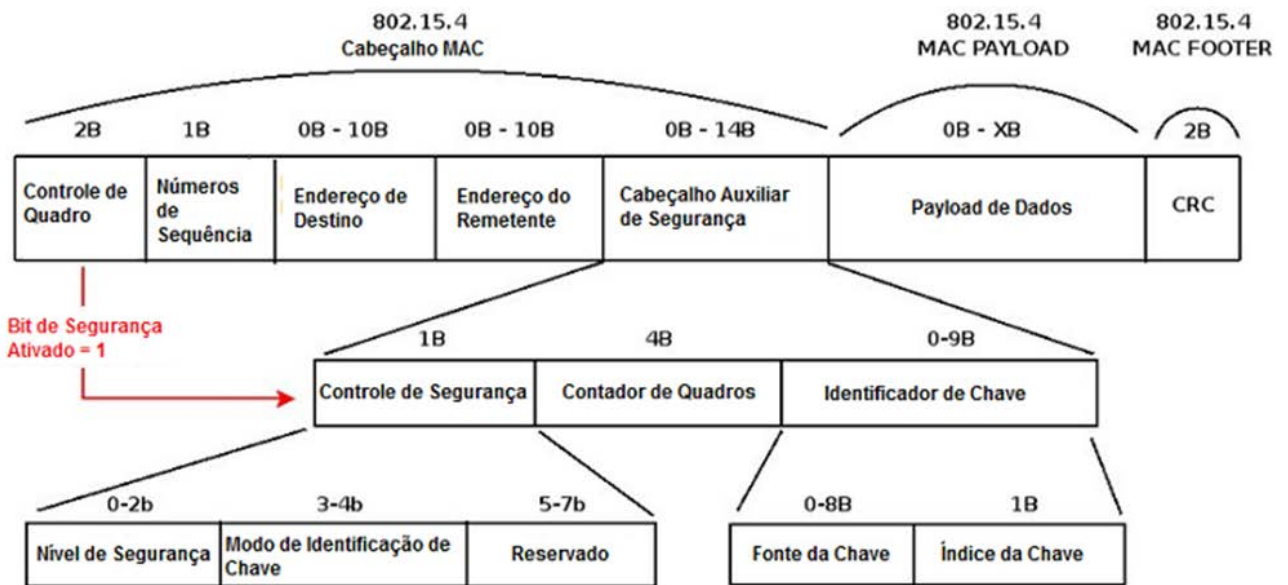 802.15.4
Cabeçalho MAC
802.15.4
MAC PAYLOAD
802.15.4
MAC FOOTER
2B
1B
0B - 10B
0B - 10B
0B - 14B
0B - XB
2B
Controle de
Quadro
Números
de
Sequência
Endereço de
Destino
Endereço do
Remetente
Cabeçalho Auxiliar
de Segurança
Payload de Dados
CRC
Bit de Segurança
Ativado = 1
1B
4B
0-9B
Controle de Segurança
Contador de Quadros
Identificador de Chave
0-2b
3-4b
5-7b
0-8B
1B
Nível de Segurança
Modo de Identificação de
Chave
Reservado
Fonte da Chave
Índice da Chave